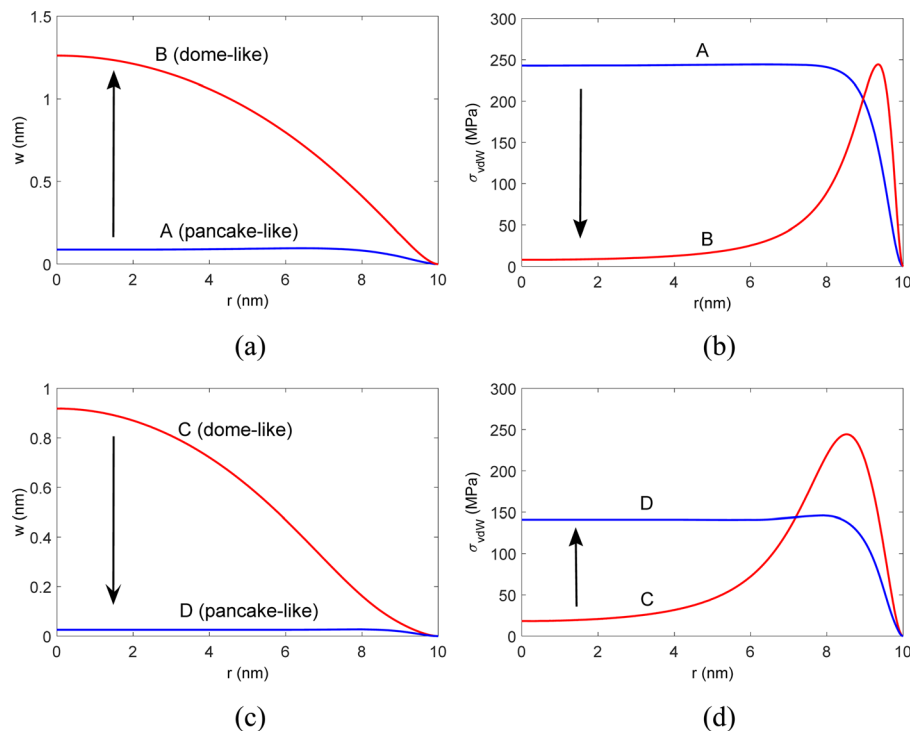 1.5
B (dome-like)
1
w (nm)
0.5
A (pancake-like)
0
0 2 4 6 8 10
r (nm)
(a)
300
A
250
200
σvdW (MPa)
150
100
50
B
0
0 2 4 6 8 10
r(nm)
(b)
1
C (dome-like)
0.8
0.6
w (nm)
0.4
0.2
D (pancake-like)
0
0 2 4 6 8 10
r (nm)
(c)
300
250
200
D
σvdW (MPa)
150
100
50
C
0
0 2 4 6 8 10
r (nm)
(d)